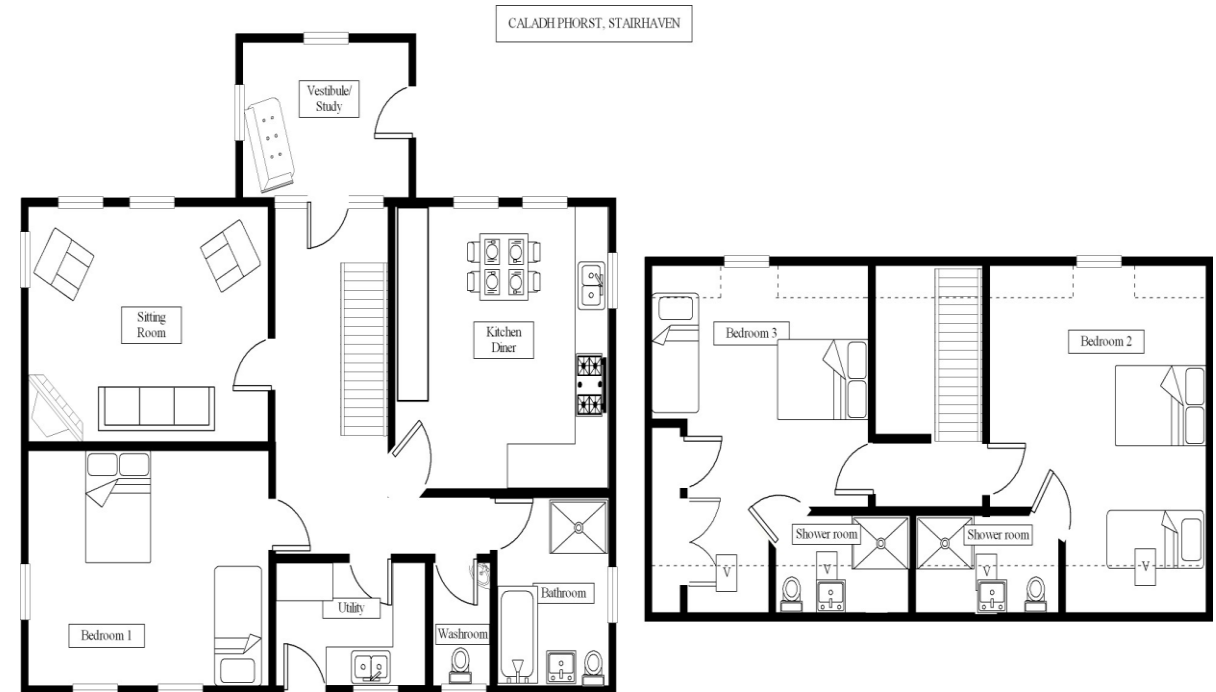 CALADH PHORST, STAIRHAVEN
Vestibule/
Study
Sitting
Room
Kitchen
Diner
Bedroom 1
Utility
Washroom
Bathroom
Bedroom 3
Bedroom 2
Shower room
Shower room
V
V
V
V